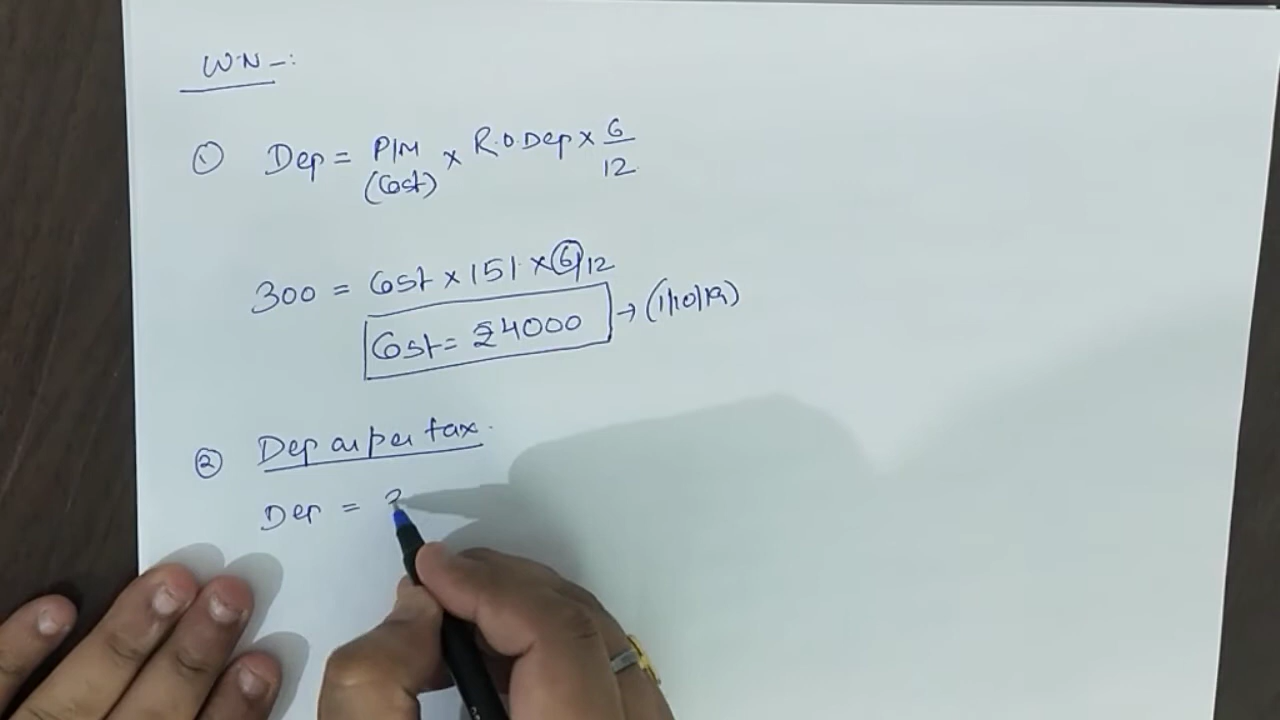 W.N -:
① Dep = P/M (Cost) × R.O Dep × 6/12
300 = Cost × 15% × 6/12
Cost = ₹4000 → (1/10/19)
② Dep as per tax.
Dep =